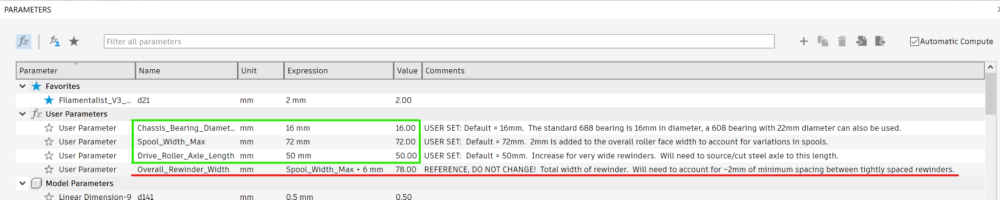 PARAMETERS
fx fx Filter all parameters Automatic Compute
Parameter Name Unit Expression Value Comments
Favorites
Filamentalist_V3_... d21 mm 2 mm 2.00
fx User Parameters
User Parameter Chassis_Bearing_Diamet... mm 16 mm 16.00 USER SET: Default = 16mm.  The standard 688 bearing is 16mm in diameter, a 608 bearing with 22mm diameter can also be used.
User Parameter Spool_Width_Max mm 72 mm 72.00 USER SET:  Default = 72mm.  2mm is added to the overall roller face width to account for variations in spools.
User Parameter Drive_Roller_Axle_Length mm 50 mm 50.00 USER SET:  Default = 50mm.  Increase for very wide rewinders.  Will need to source/cut steel axle to this length.
User Parameter Overall_Rewinder_Width mm Spool_Width_Max + 6 mm 78.00 REFERENCE, DO NOT CHANGE!  Total width of rewinder.  Will need to account for ~2mm of minimum spacing between tightly spaced rewinders.
Model Parameters
Linear Dimension-9 d141 mm 0.5 mm 0.50